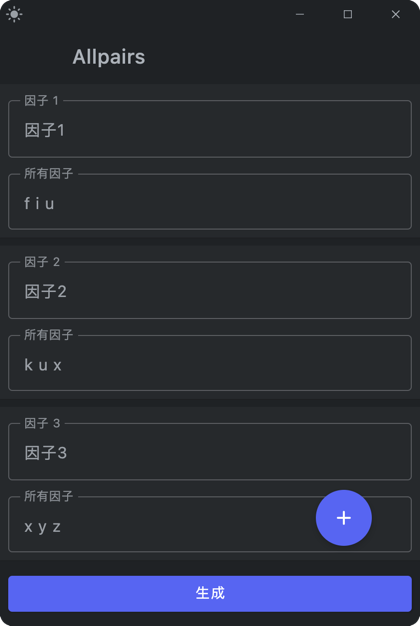 Allpairs
因子 1
因子1
所有因子
f i u
因子 2
因子2
所有因子
k u x
因子 3
因子3
所有因子
x y z
生成